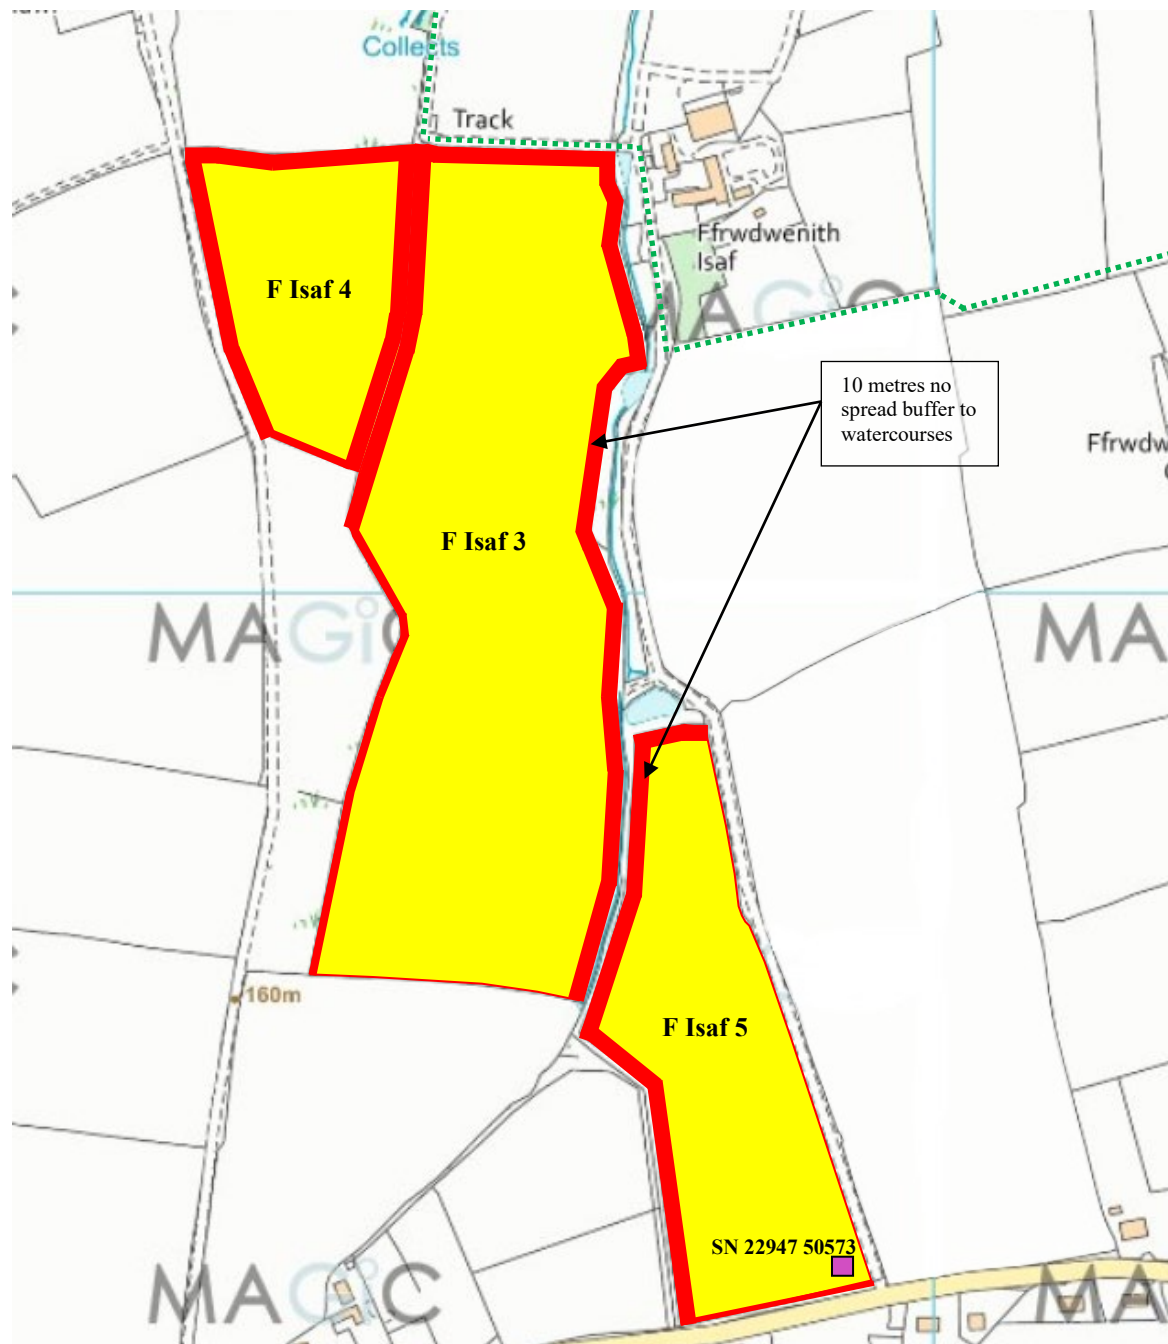 Collects
Track
Ffrwdwenith
Isaf
F Isaf 4
MAGiC
10 metres no
spread buffer to
watercourses
Ffrwdw
F Isaf 3
MAGiC
MA
160m
F Isaf 5
SN 22947 50573
MAGiC
MA